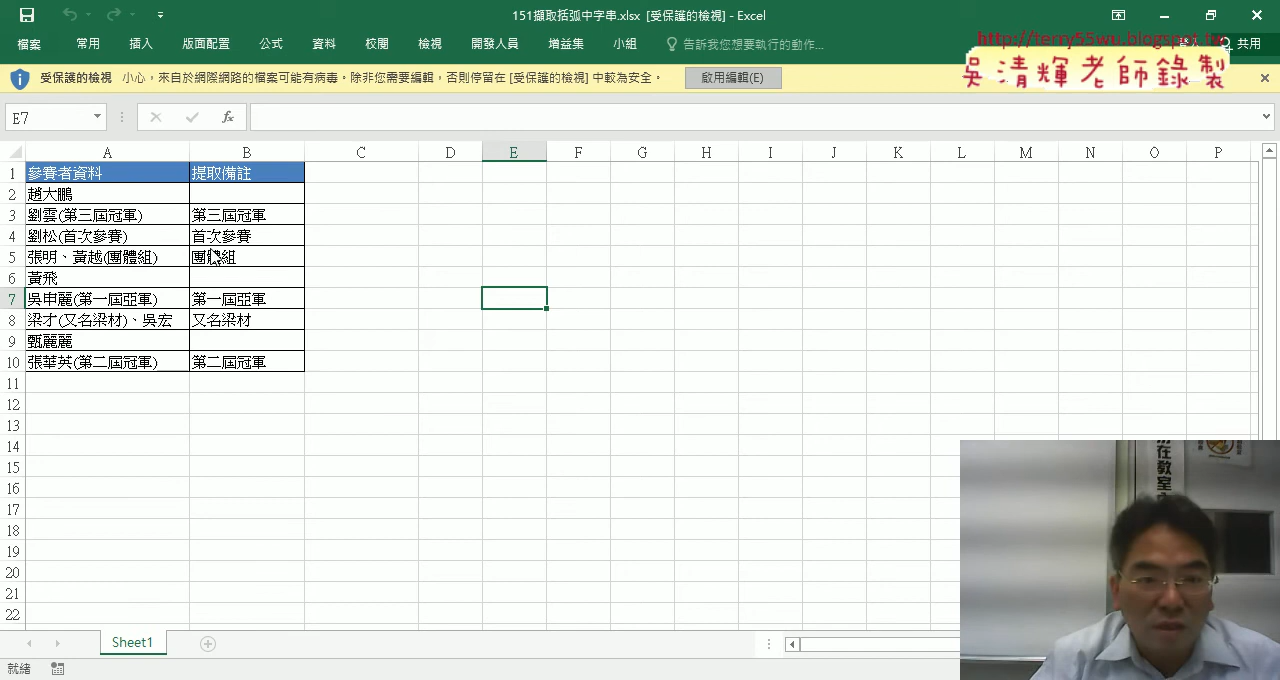 151擷取括弧中字串.xlsx [受保護的檢視] - Excel
檔案 常用 插入 版面配置 公式 資料 校閱 檢視 開發人員 增益集 小組 告訴我您想要執行的動作... 共用
http://terry55wu.blogspot.tw
吳清輝老師錄製
受保護的檢視 小心，來自於網際網路的檔案可能有病毒。除非您需要編輯，否則停留在 [受保護的檢視] 中較為安全。 啟用編輯(E)
E7 fx
A B C D E F G H I J K L M N O P
1 參賽者資料 提取備註
2 趙大鵬
3 劉雲(第三屆冠軍) 第三屆冠軍
4 劉松(首次參賽) 首次參賽
5 張明、黃越(團體組) 團體組
6 黃飛
7 吳申麗(第一屆亞軍) 第一屆亞軍
8 梁才(又名梁材)、吳宏 又名梁材
9 甄麗麗
10 張華英(第二屆冠軍) 第二屆冠軍
11
12
13
14
15
16
17
18
19
20
21
22
在教室
Sheet1
就緒